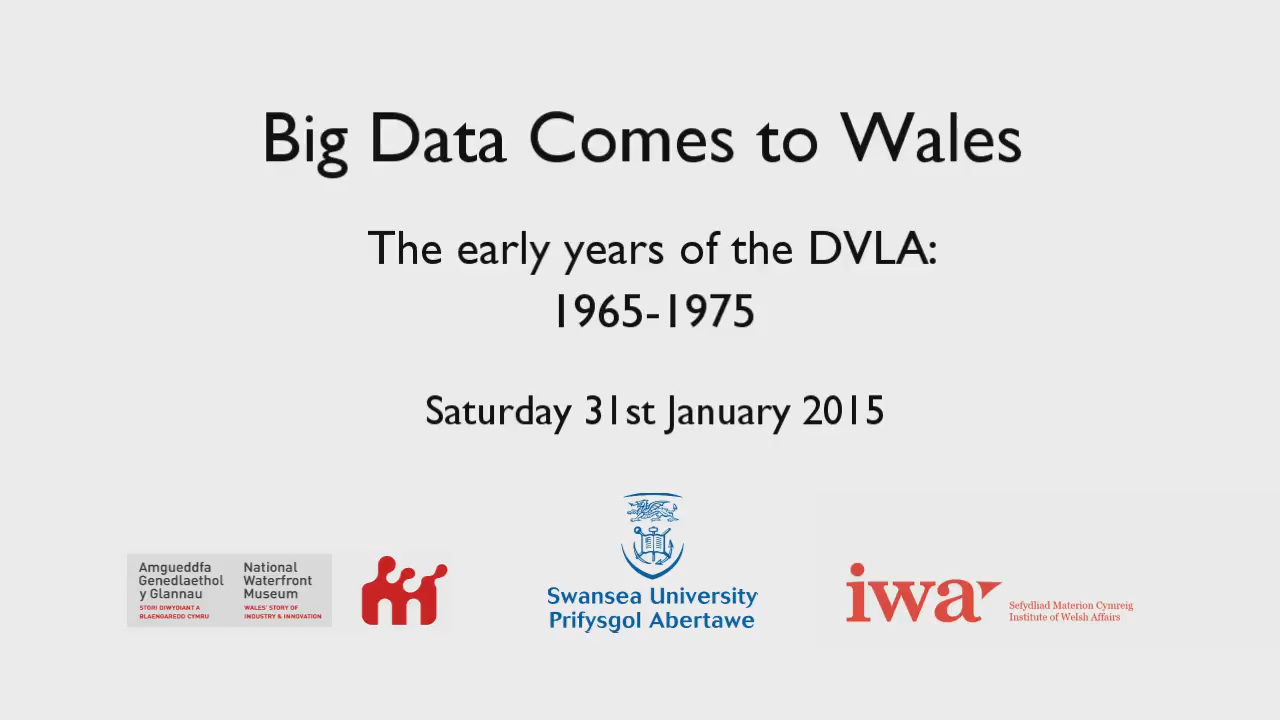 Big Data Comes to Wales
The early years of the DVLA:
1965-1975
Saturday 31st January 2015
Amgueddfa
Genedlaethol
y Glannau
STORI DIWYDIANT A
BLAENGAREDD CYMRU
National
Waterfront
Museum
WALES' STORY OF
INDUSTRY & INNOVATION
Swansea University
Prifysgol Abertawe
iwa
Sefydliad Materion Cymreig
Institute of Welsh Affairs